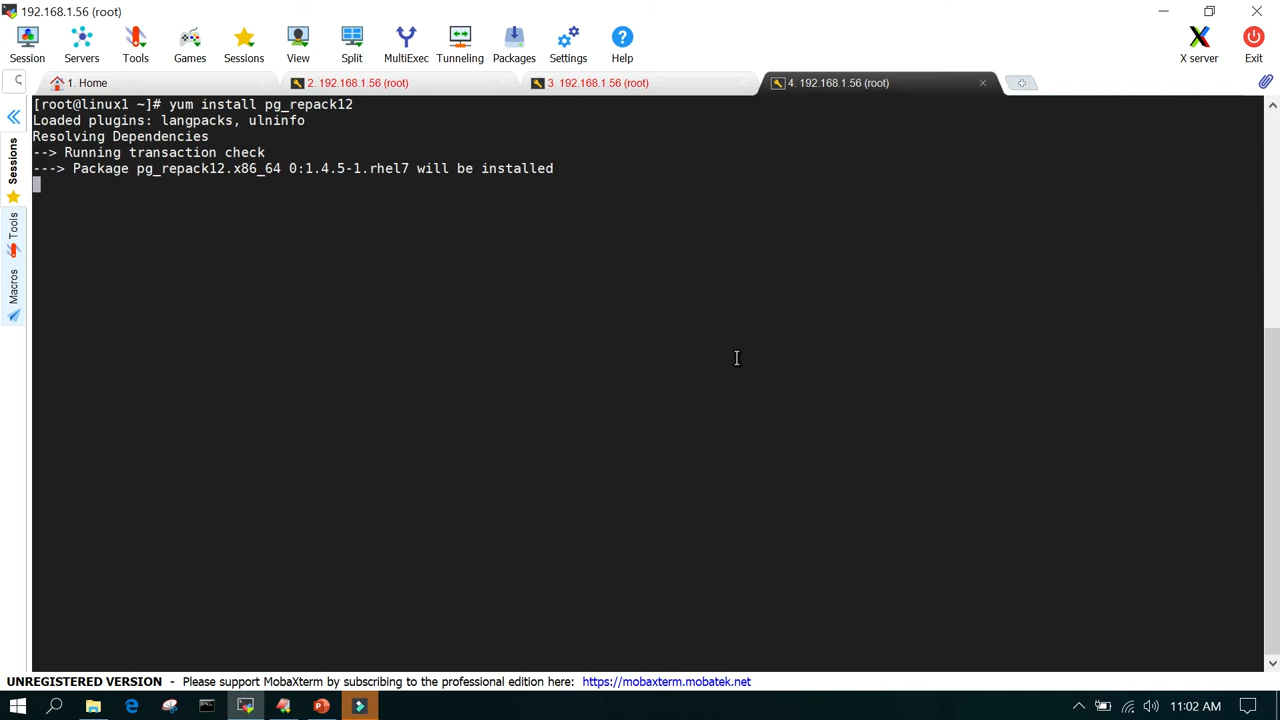 192.168.1.56 (root)
Session Servers Tools Games Sessions View Split MultiExec Tunneling Packages Settings Help X server Exit
1. Home 2. 192.168.1.56 (root) 3. 192.168.1.56 (root) 4. 192.168.1.56 (root)
Sessions
Tools
Macros
[root@linux1 ~]# yum install pg_repack12
Loaded plugins: langpacks, ulninfo
Resolving Dependencies
--> Running transaction check
---> Package pg_repack12.x86_64 0:1.4.5-1.rhel7 will be installed
UNREGISTERED VERSION - Please support MobaXterm by subscribing to the professional edition here: https://mobaxterm.mobatek.net
11:02 AM